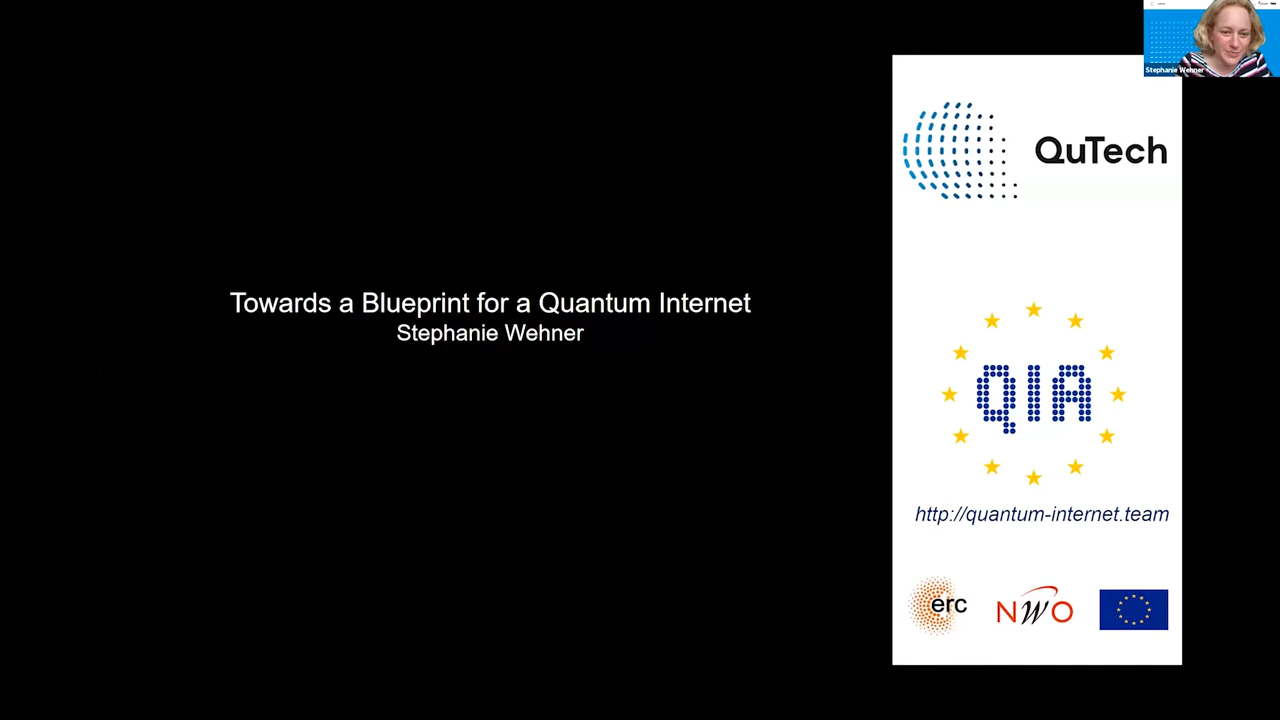 Stephanie Wehner
QuTech
Towards a Blueprint for a Quantum Internet
Stephanie Wehner
QIA
http://quantum-internet.team
erc
NWO